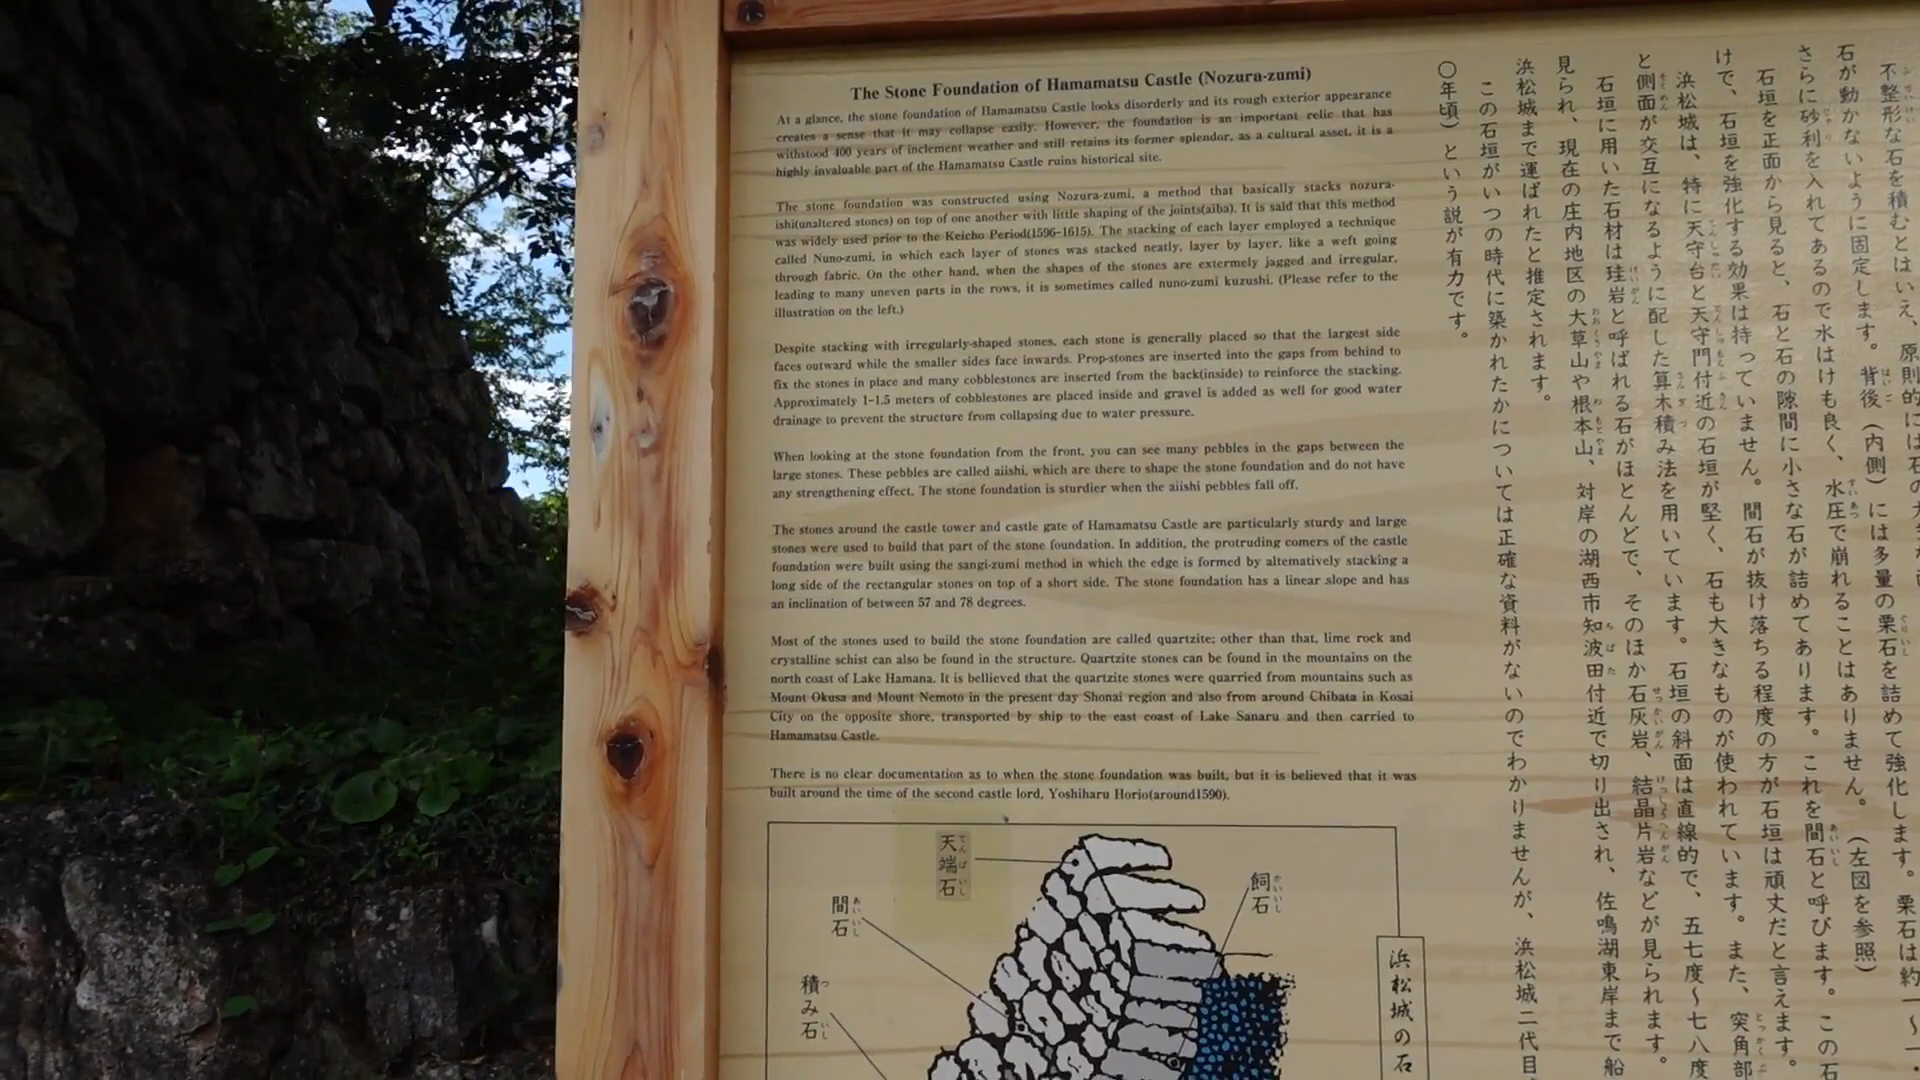 The Stone Foundation of Hamamatsu Castle (Nozura-zumi)
At a glance, the stone foundation of Hamamatsu Castle looks disorderly and its rough exterior appearance
creates a sense that it may collapse easily. However, the foundation is an important relic that has
withstood 400 years of inclement weather and still retains its former splendor, as a cultural asset, it is a
highly invaluable part of the Hamamatsu Castle ruins historical site.
The stone foundation was constructed using Nozura-zumi, a method that basically stacks nozura-
ishi(unaltered stones) on top of one another with little shaping of the joints(aiba). It is said that this method
was widely used prior to the Keicho Period(1596-1615). The stacking of each layer employed a technique
called Nuno-zumi, in which each layer of stones was stacked neatly, layer by layer, like a weft going
through fabric. On the other hand, when the shapes of the stones are extermely jagged and irregular,
leading to many uneven parts in the rows, it is sometimes called nuno-zumi kuzushi. (Please refer to the
illustration on the left.)
Despite stacking with irregularly-shaped stones, each stone is generally placed so that the largest side
faces outward while the smaller sides face inwards. Prop-stones are inserted into the gaps from behind to
fix the stones in place and many cobblestones are inserted from the back(inside) to reinforce the stacking.
Approximately 1-1.5 meters of cobblestones are placed inside and gravel is added as well for good water
drainage to prevent the structure from collapsing due to water pressure.
When looking at the stone foundation from the front, you can see many pebbles in the gaps between the
large stones. These pebbles are called aiishi, which are there to shape the stone foundation and do not have
any strengthening effect. The stone foundation is sturdier when the aiishi pebbles fall off.
The stones around the castle tower and castle gate of Hamamatsu Castle are particularly sturdy and large
stones were used to build that part of the stone foundation. In addition, the protruding comers of the castle
foundation were built using the sangi-zumi method in which the edge is formed by altematively stacking a
long side of the rectangular stones on top of a short side. The stone foundation has a linear slope and has
an inclination of between 57 and 78 degrees.
Most of the stones used to build the stone foundation are called quartzite; other than that, lime rock and
crystalline schist can also be found in the structure. Quartzite stones can be found in the mountains on the
north coast of Lake Hamana. It is bellieved that the quartzite stones were quarried from mountains such as
Mount Okusa and Mount Nemoto in the present day Shonai region and also from around Chibata in Kosai
City on the opposite shore, transported by ship to the east coast of Lake Sanaru and then carried to
Hamamatsu Castle.
There is no clear documentation as to when the stone foundation was built, but it is believed that it was
built around the time of the second castle lord, Yoshiharu Horio(around1590).
天端石
間石
積み石
飼石
浜松城の石
不整形な石を積むとはいえ、原則的には石の
石が動かないように固定します。背後（内側）には多量の栗石を詰めて強化します。栗石は約一～一・
さらに砂利を入れてあるので水はけも良く、水圧で崩れることはありません。（左図を参照）
石垣を正面から見ると、石と石の隙間に小さな石が詰めてあります。これを間石と呼びます。この石
けで、石垣を強化する効果は持っていません。間石が抜け落ちる程度の方が石垣は頑丈だと言えます。
浜松城は、特に天守台と天守門付近の石垣が堅く、石も大きなものが使われています。また、突角部
と側面が交互になるように配した算木積み法を用いています。石垣の斜面は直線的で、五七度～七八度
石垣に用いた石材は珪岩と呼ばれる石がほとんどで、そのほか石灰岩、結晶片岩などが見られます。
見られ、現在の庄内地区の大草山や根本山、対岸の湖西市知波田付近で切り出され、佐鳴湖東岸まで船
浜松城まで運ばれたと推定されます。
この石垣がいつの時代に築かれたかについては正確な資料がないのでわかりませんが、浜松城二代目
〇年頃）という説が有力です。